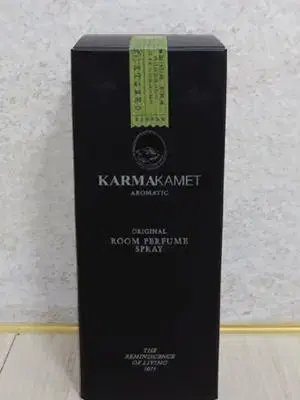 KARMAKAMET
AROMATIC
ORIGINAL
ROOM PERFUME
SPRAY
THE
REMINISCENCE
OF LIVING